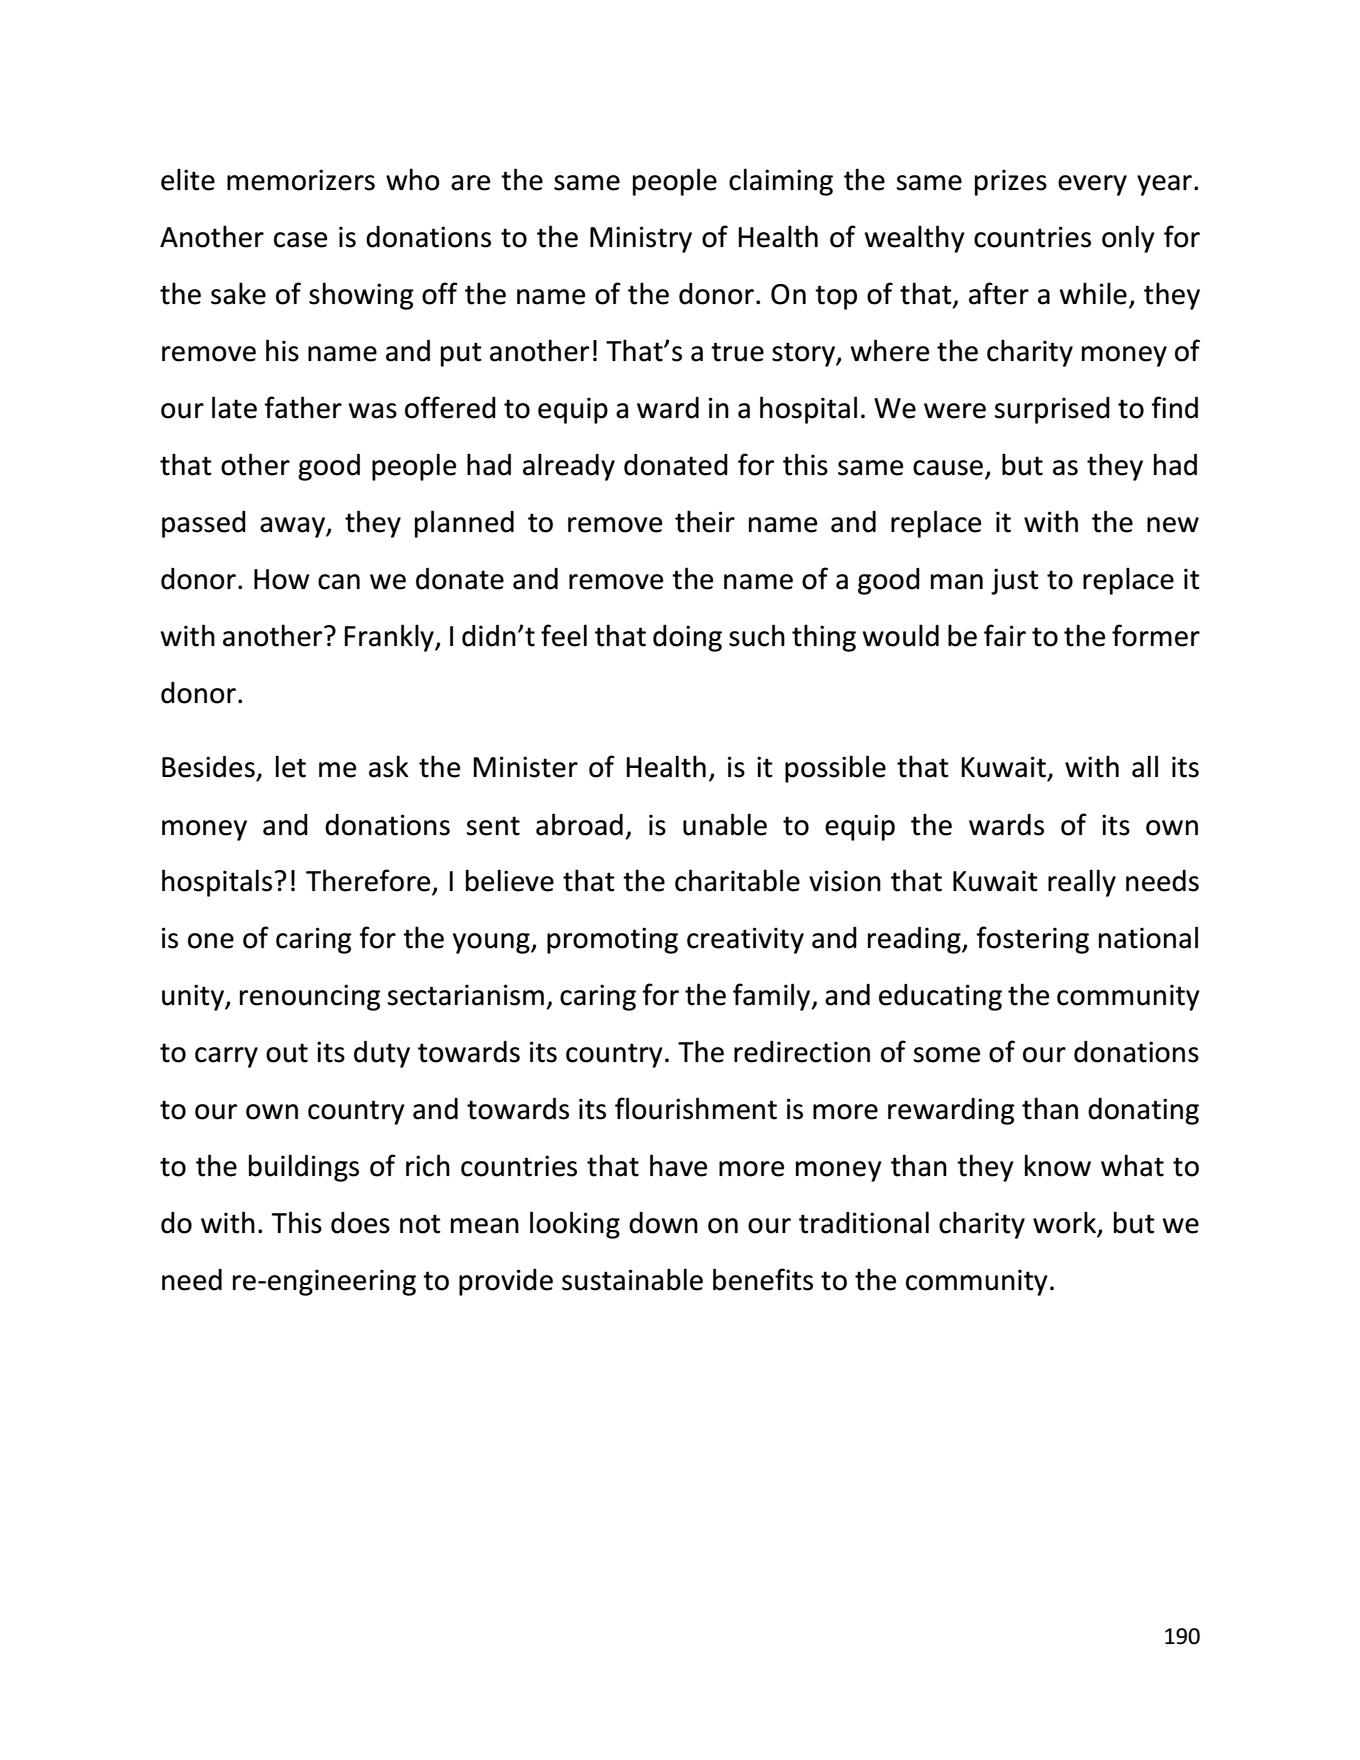 elite memorizers who are the same people claiming the same prizes every year.
Another case is donations to the Ministry of Health of wealthy countries only for
the sake of showing off the name of the donor. On top of that, after a while, they
remove his name and put another! That’s a true story, where the charity money of
our late father was offered to equip a ward in a hospital. We were surprised to find
that other good people had already donated for this same cause, but as they had
passed away, they planned to remove their name and replace it with the new
donor. How can we donate and remove the name of a good man just to replace it
with another? Frankly, I didn’t feel that doing such thing would be fair to the former
donor.
Besides, let me ask the Minister of Health, is it possible that Kuwait, with all its
money and donations sent abroad, is unable to equip the wards of its own
hospitals?! Therefore, I believe that the charitable vision that Kuwait really needs
is one of caring for the young, promoting creativity and reading, fostering national
unity, renouncing sectarianism, caring for the family, and educating the community
to carry out its duty towards its country. The redirection of some of our donations
to our own country and towards its flourishment is more rewarding than donating
to the buildings of rich countries that have more money than they know what to
do with. This does not mean looking down on our traditional charity work, but we
need re-engineering to provide sustainable benefits to the community.
190